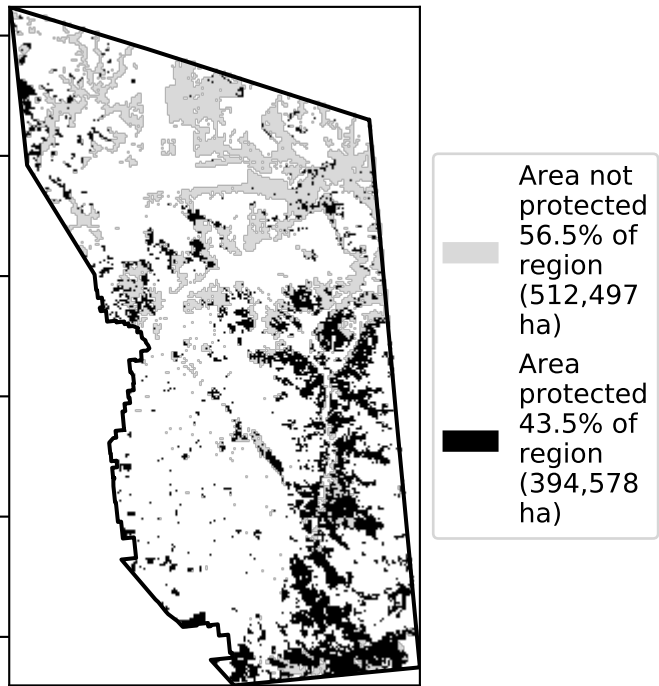 Area not
protected
56.5% of
region
(512,497
ha)
Area
protected
43.5% of
region
(394,578
ha)